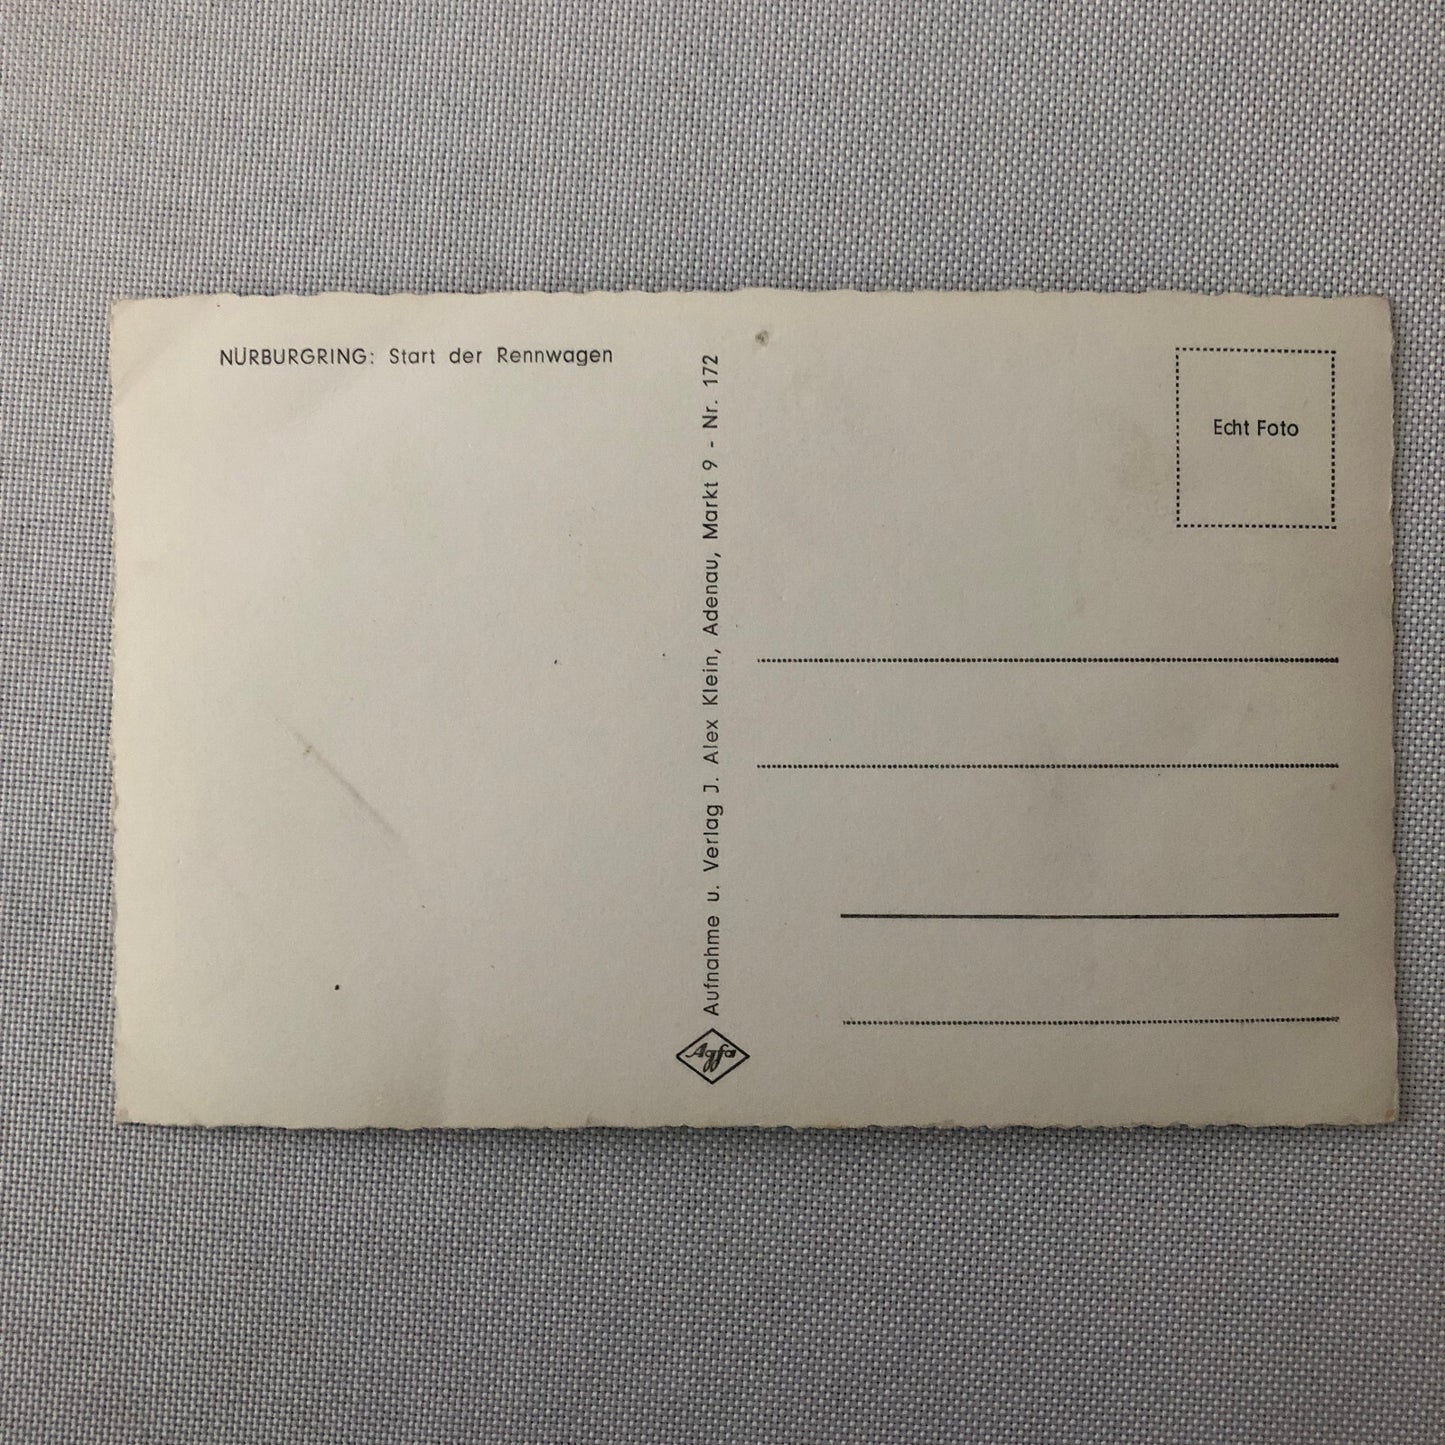 NÜRBURGRING: Start der Rennwagen
Aufnahme u. Verlag J. Alex Klein, Adenau, Markt 9 - Nr. 172
Agfa
Echt Foto